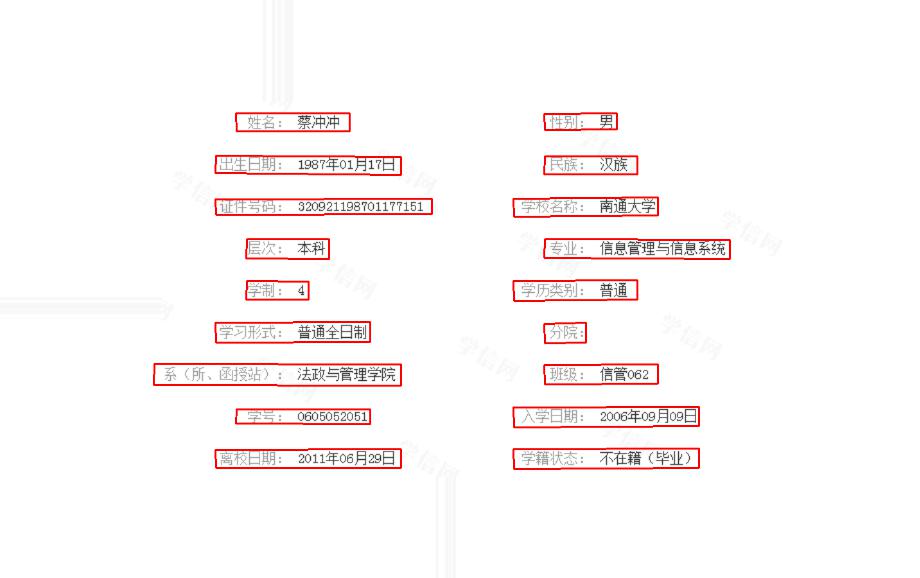 姓名： 蔡冲冲 性别： 男
出生日期： 1987年01月17日 民族： 汉族
证件号码： 320921198701177151 学校名称： 南通大学
层次： 本科 专业： 信息管理与信息系统
学制： 4 学历类别： 普通
学习形式： 普通全日制 分院：
系（所、函授站）： 法政与管理学院 班级： 信管062
学号： 0605052051 入学日期： 2006年09月09日
离校日期： 2011年06月29日 学籍状态： 不在籍（毕业）
学信网
学信网
学信网
学信网
学信网
学信网
学信网
学信网